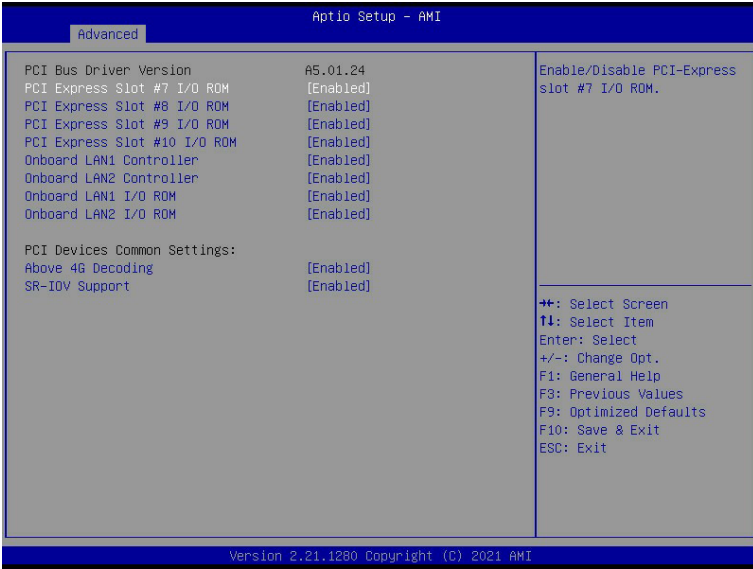 Aptio Setup - AMI
Advanced
PCI Bus Driver Version A5.01.24
PCI Express Slot #7 I/O ROM [Enabled]
PCI Express Slot #8 I/O ROM [Enabled]
PCI Express Slot #9 I/O ROM [Enabled]
PCI Express Slot #10 I/O ROM [Enabled]
Onboard LAN1 Controller [Enabled]
Onboard LAN2 Controller [Enabled]
Onboard LAN1 I/O ROM [Enabled]
Onboard LAN2 I/O ROM [Enabled]
PCI Devices Common Settings:
Above 4G Decoding [Enabled]
SR-IOV Support [Enabled]
Enable/Disable PCI-Express
slot #7 I/O ROM.
→←: Select Screen
↑↓: Select Item
Enter: Select
+/-: Change Opt.
F1: General Help
F3: Previous Values
F9: Optimized Defaults
F10: Save & Exit
ESC: Exit
Version 2.21.1280 Copyright (C) 2021 AMI